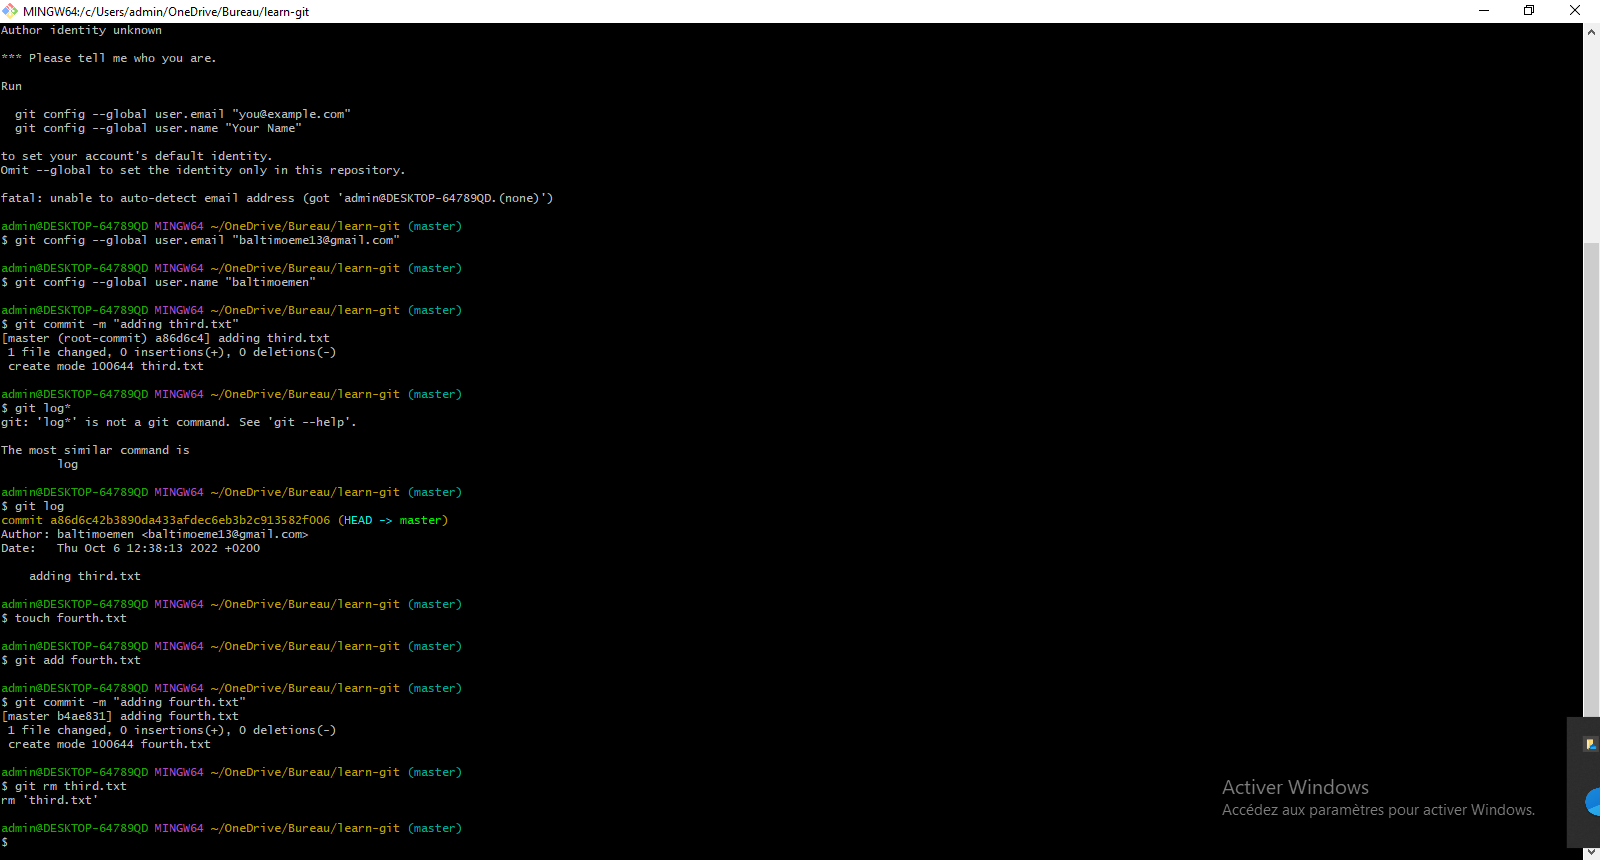 MINGW64:/c/Users/admin/OneDrive/Bureau/learn-git
Author identity unknown
*** Please tell me who you are.
Run
git config --global user.email "you@example.com"
git config --global user.name "Your Name"
to set your account's default identity.
Omit --global to set the identity only in this repository.
fatal: unable to auto-detect email address (got 'admin@DESKTOP-64789QD.(none)')
admin@DESKTOP-64789QD MINGW64 ~/OneDrive/Bureau/learn-git (master)
$ git config --global user.email "baltimoeme13@gmail.com"
admin@DESKTOP-64789QD MINGW64 ~/OneDrive/Bureau/learn-git (master)
$ git config --global user.name "baltimoemen"
admin@DESKTOP-64789QD MINGW64 ~/OneDrive/Bureau/learn-git (master)
$ git commit -m "adding third.txt"
[master (root-commit) a86d6c4] adding third.txt
1 file changed, 0 insertions(+), 0 deletions(-)
create mode 100644 third.txt
admin@DESKTOP-64789QD MINGW64 ~/OneDrive/Bureau/learn-git (master)
$ git log*
git: 'log*' is not a git command. See 'git --help'.
The most similar command is
log
admin@DESKTOP-64789QD MINGW64 ~/OneDrive/Bureau/learn-git (master)
$ git log
commit a86d6c42b3890da433afdec6eb3b2c913582f006 (HEAD -> master)
Author: baltimoemen <baltimoeme13@gmail.com>
Date:   Thu Oct 6 12:38:13 2022 +0200
adding third.txt
admin@DESKTOP-64789QD MINGW64 ~/OneDrive/Bureau/learn-git (master)
$ touch fourth.txt
admin@DESKTOP-64789QD MINGW64 ~/OneDrive/Bureau/learn-git (master)
$ git add fourth.txt
admin@DESKTOP-64789QD MINGW64 ~/OneDrive/Bureau/learn-git (master)
$ git commit -m "adding fourth.txt"
[master b4ae831] adding fourth.txt
1 file changed, 0 insertions(+), 0 deletions(-)
create mode 100644 fourth.txt
admin@DESKTOP-64789QD MINGW64 ~/OneDrive/Bureau/learn-git (master)
$ git rm third.txt
rm 'third.txt'
admin@DESKTOP-64789QD MINGW64 ~/OneDrive/Bureau/learn-git (master)
$
Activer Windows
Accédez aux paramètres pour activer Windows.